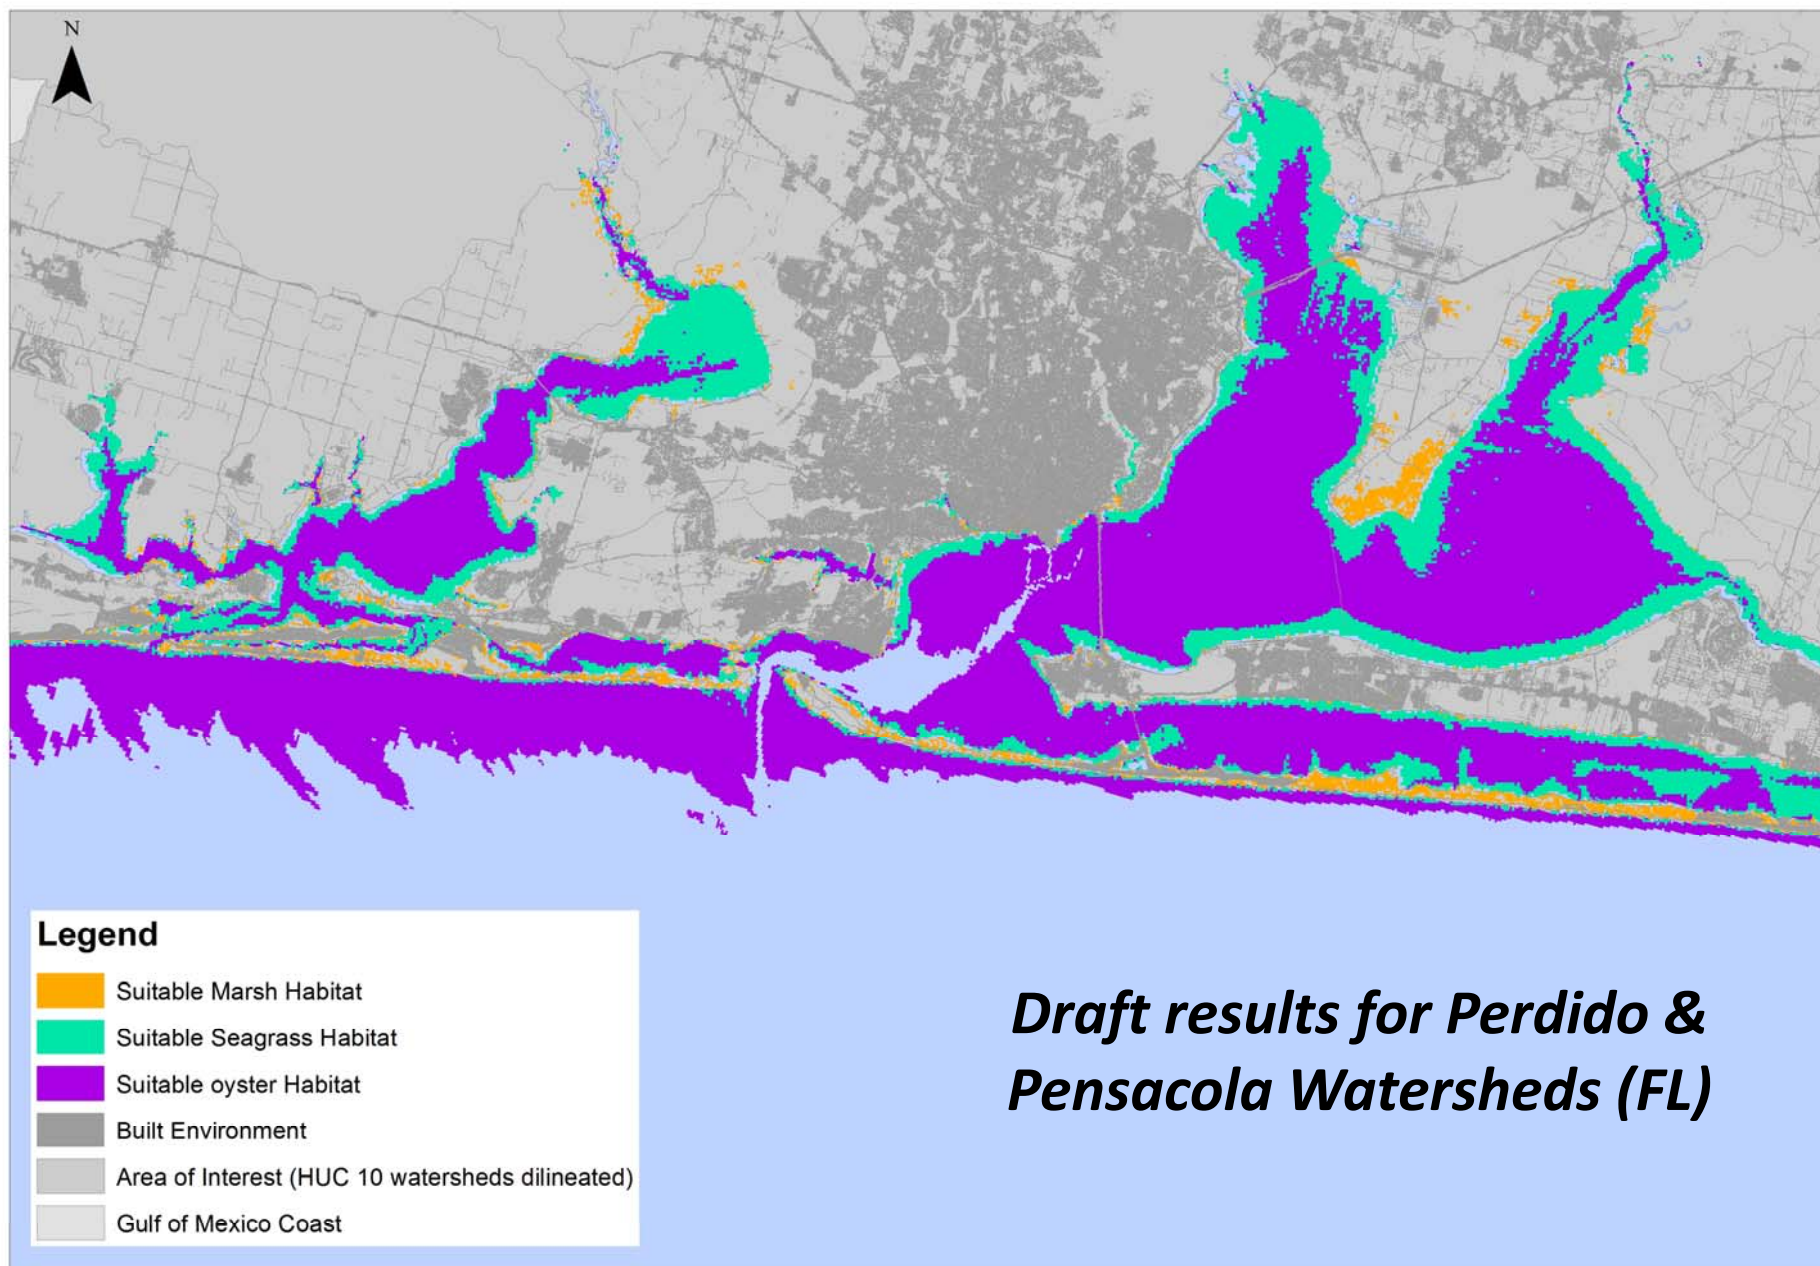 N
Legend
Suitable Marsh Habitat
Suitable Seagrass Habitat
Suitable oyster Habitat
Built Environment
Area of Interest (HUC 10 watersheds dilineated)
Gulf of Mexico Coast
Draft results for Perdido &
Pensacola Watersheds (FL)